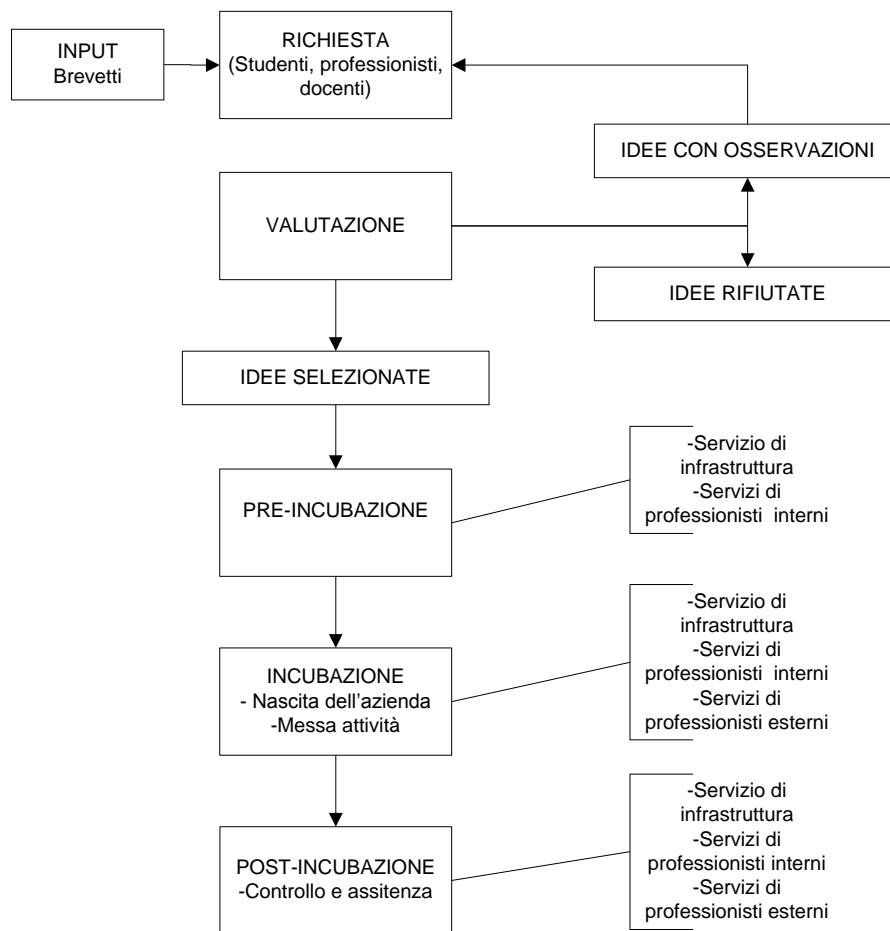 INPUT
Brevetti
RICHIESTA
(Studenti, professionisti,
docenti)
IDEE CON OSSERVAZIONI
VALUTAZIONE
IDEE RIFIUTATE
IDEE SELEZIONATE
PRE-INCUBAZIONE
-Servizio di
infrastruttura
-Servizi di
professionisti  interni
INCUBAZIONE
- Nascita dell'azienda
-Messa attività
-Servizio di
infrastruttura
-Servizi di
professionisti  interni
-Servizi di
professionisti esterni
POST-INCUBAZIONE
-Controllo e assitenza
-Servizio di
infrastruttura
-Servizi di
professionisti interni
-Servizi di
professionisti esterni